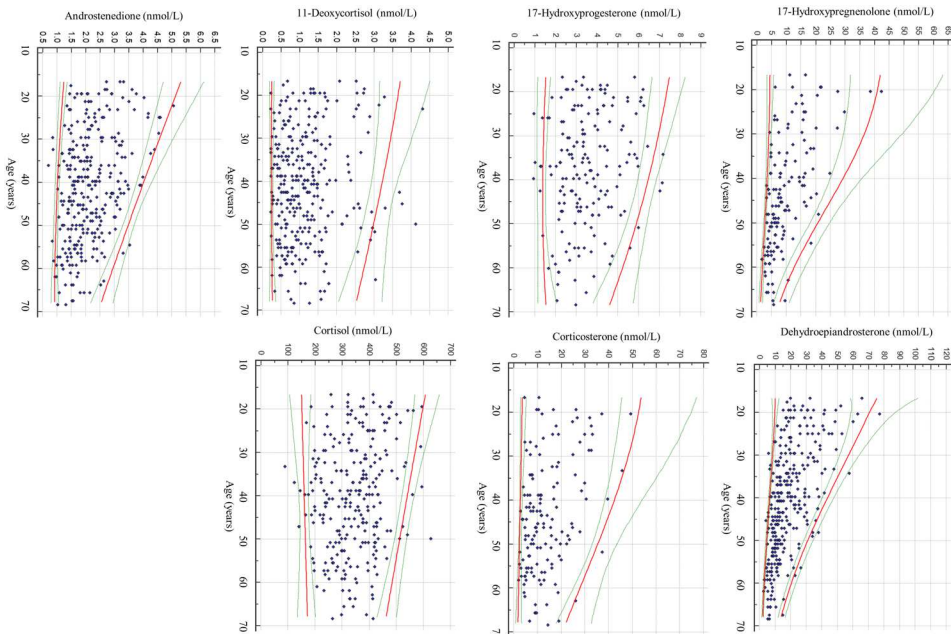 Androstenedione (nmol/L)
0.5 1.0 1.5 2.0 2.5 3.0 3.5 4.0 4.5 5.0 5.5 6.0 6.5
10
20
30
40
50
60
70
Age (years)
11-Deoxycortisol (nmol/L)
0 0.5 1.0 1.5 2.0 2.5 3.0 3.5 4.0 4.5 5.0
10
20
30
40
50
60
70
Age (years)
17-Hydroxyprogesterone (nmol/L)
0 1 2 3 4 5 6 7 8 9
10
20
30
40
50
60
70
Age (years)
17-Hydroxypregnenolone (nmol/L)
0 5 10 15 20 25 30 35 40 45 50 55 60 65
10
20
30
40
50
60
70
Age (years)
Cortisol (nmol/L)
0 100 200 300 400 500 600 700
10
20
30
40
50
60
70
Age (years)
Corticosterone (nmol/L)
0 10 20 30 40 50 60 70 80
10
20
30
40
50
60
70
Age (years)
Dehydroepiandrosterone (nmol/L)
0 10 20 30 40 50 60 70 80 90 100
10
20
30
40
50
60
70
Age (years)